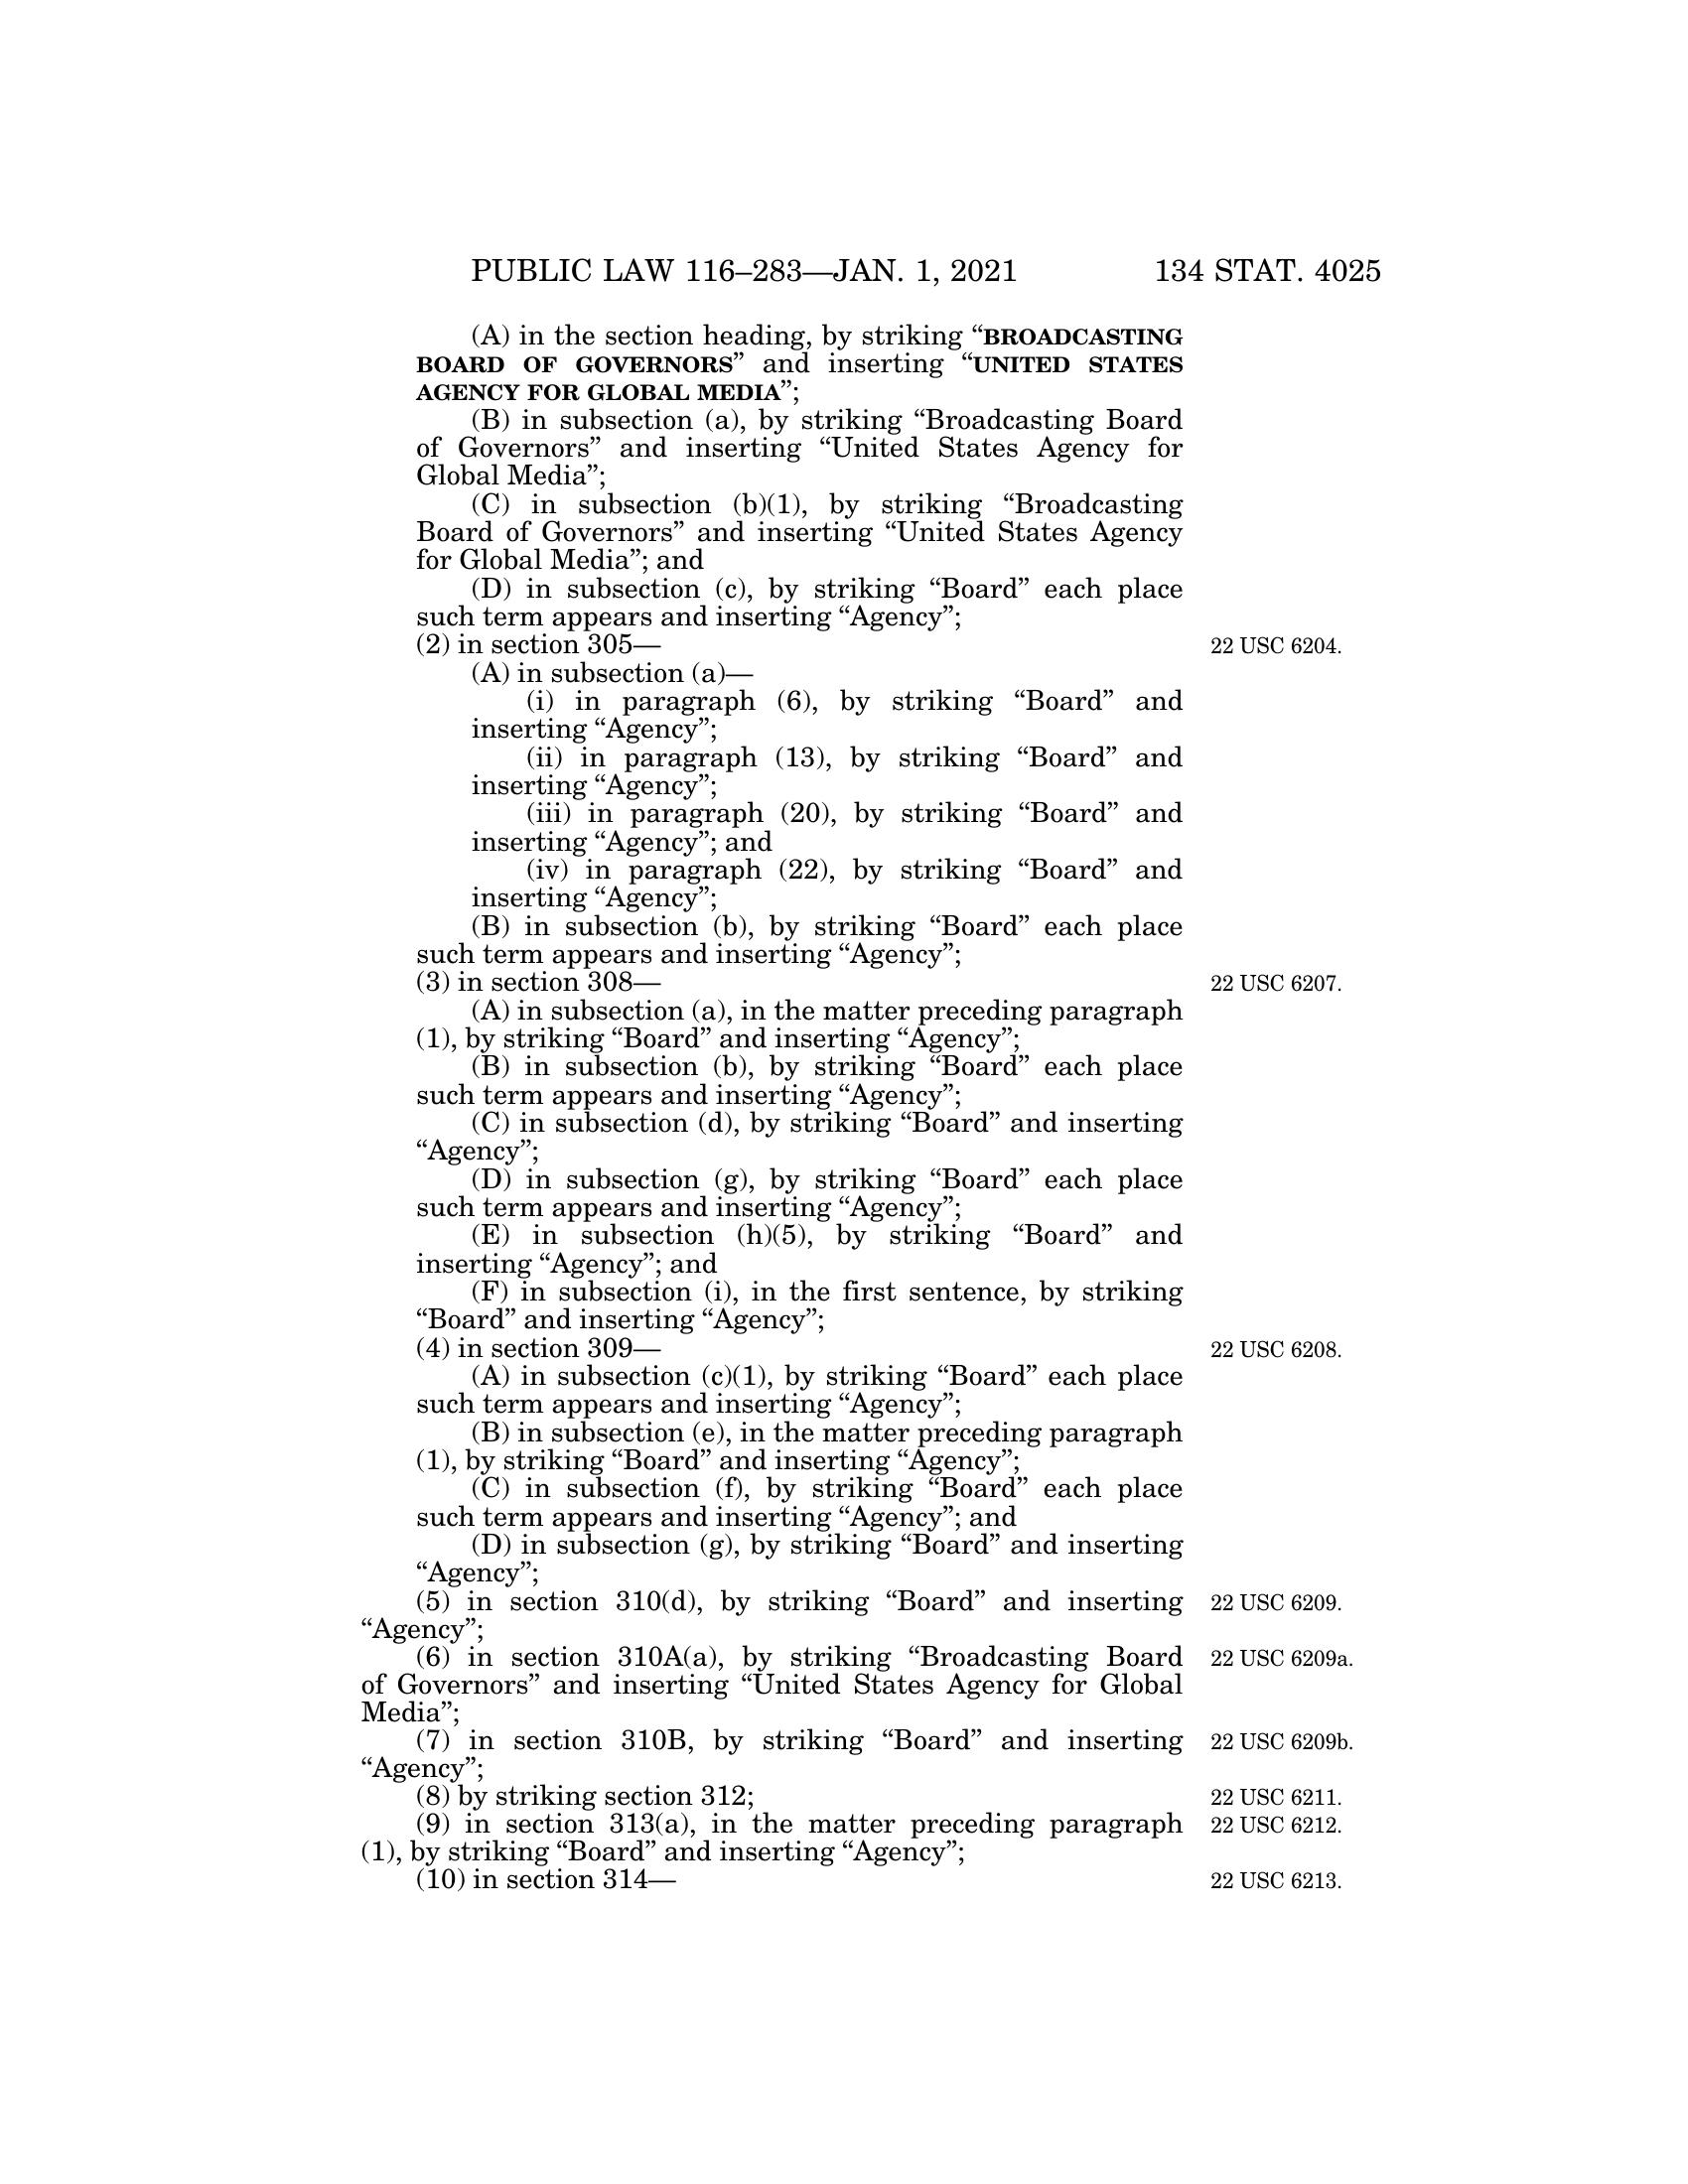 PUBLIC LAW 116–283—JAN. 1, 2021 134 STAT. 4025
(A) in the section heading, by striking “BROADCASTING
BOARD OF GOVERNORS” and inserting “UNITED STATES
AGENCY FOR GLOBAL MEDIA”;
(B) in subsection (a), by striking “Broadcasting Board
of Governors” and inserting “United States Agency for
Global Media”;
(C) in subsection (b)(1), by striking “Broadcasting
Board of Governors” and inserting “United States Agency
for Global Media”; and
(D) in subsection (c), by striking “Board” each place
such term appears and inserting “Agency”;
(2) in section 305— 22 USC 6204.
(A) in subsection (a)—
(i) in paragraph (6), by striking “Board” and
inserting “Agency”;
(ii) in paragraph (13), by striking “Board” and
inserting “Agency”;
(iii) in paragraph (20), by striking “Board” and
inserting “Agency”; and
(iv) in paragraph (22), by striking “Board” and
inserting “Agency”;
(B) in subsection (b), by striking “Board” each place
such term appears and inserting “Agency”;
(3) in section 308— 22 USC 6207.
(A) in subsection (a), in the matter preceding paragraph
(1), by striking “Board” and inserting “Agency”;
(B) in subsection (b), by striking “Board” each place
such term appears and inserting “Agency”;
(C) in subsection (d), by striking “Board” and inserting
“Agency”;
(D) in subsection (g), by striking “Board” each place
such term appears and inserting “Agency”;
(E) in subsection (h)(5), by striking “Board” and
inserting “Agency”; and
(F) in subsection (i), in the first sentence, by striking
“Board” and inserting “Agency”;
(4) in section 309— 22 USC 6208.
(A) in subsection (c)(1), by striking “Board” each place
such term appears and inserting “Agency”;
(B) in subsection (e), in the matter preceding paragraph
(1), by striking “Board” and inserting “Agency”;
(C) in subsection (f), by striking “Board” each place
such term appears and inserting “Agency”; and
(D) in subsection (g), by striking “Board” and inserting
“Agency”;
(5) in section 310(d), by striking “Board” and inserting 22 USC 6209.
“Agency”;
(6) in section 310A(a), by striking “Broadcasting Board 22 USC 6209a.
of Governors” and inserting “United States Agency for Global
Media”;
(7) in section 310B, by striking “Board” and inserting 22 USC 6209b.
“Agency”;
(8) by striking section 312; 22 USC 6211.
(9) in section 313(a), in the matter preceding paragraph 22 USC 6212.
(1), by striking “Board” and inserting “Agency”;
(10) in section 314— 22 USC 6213.